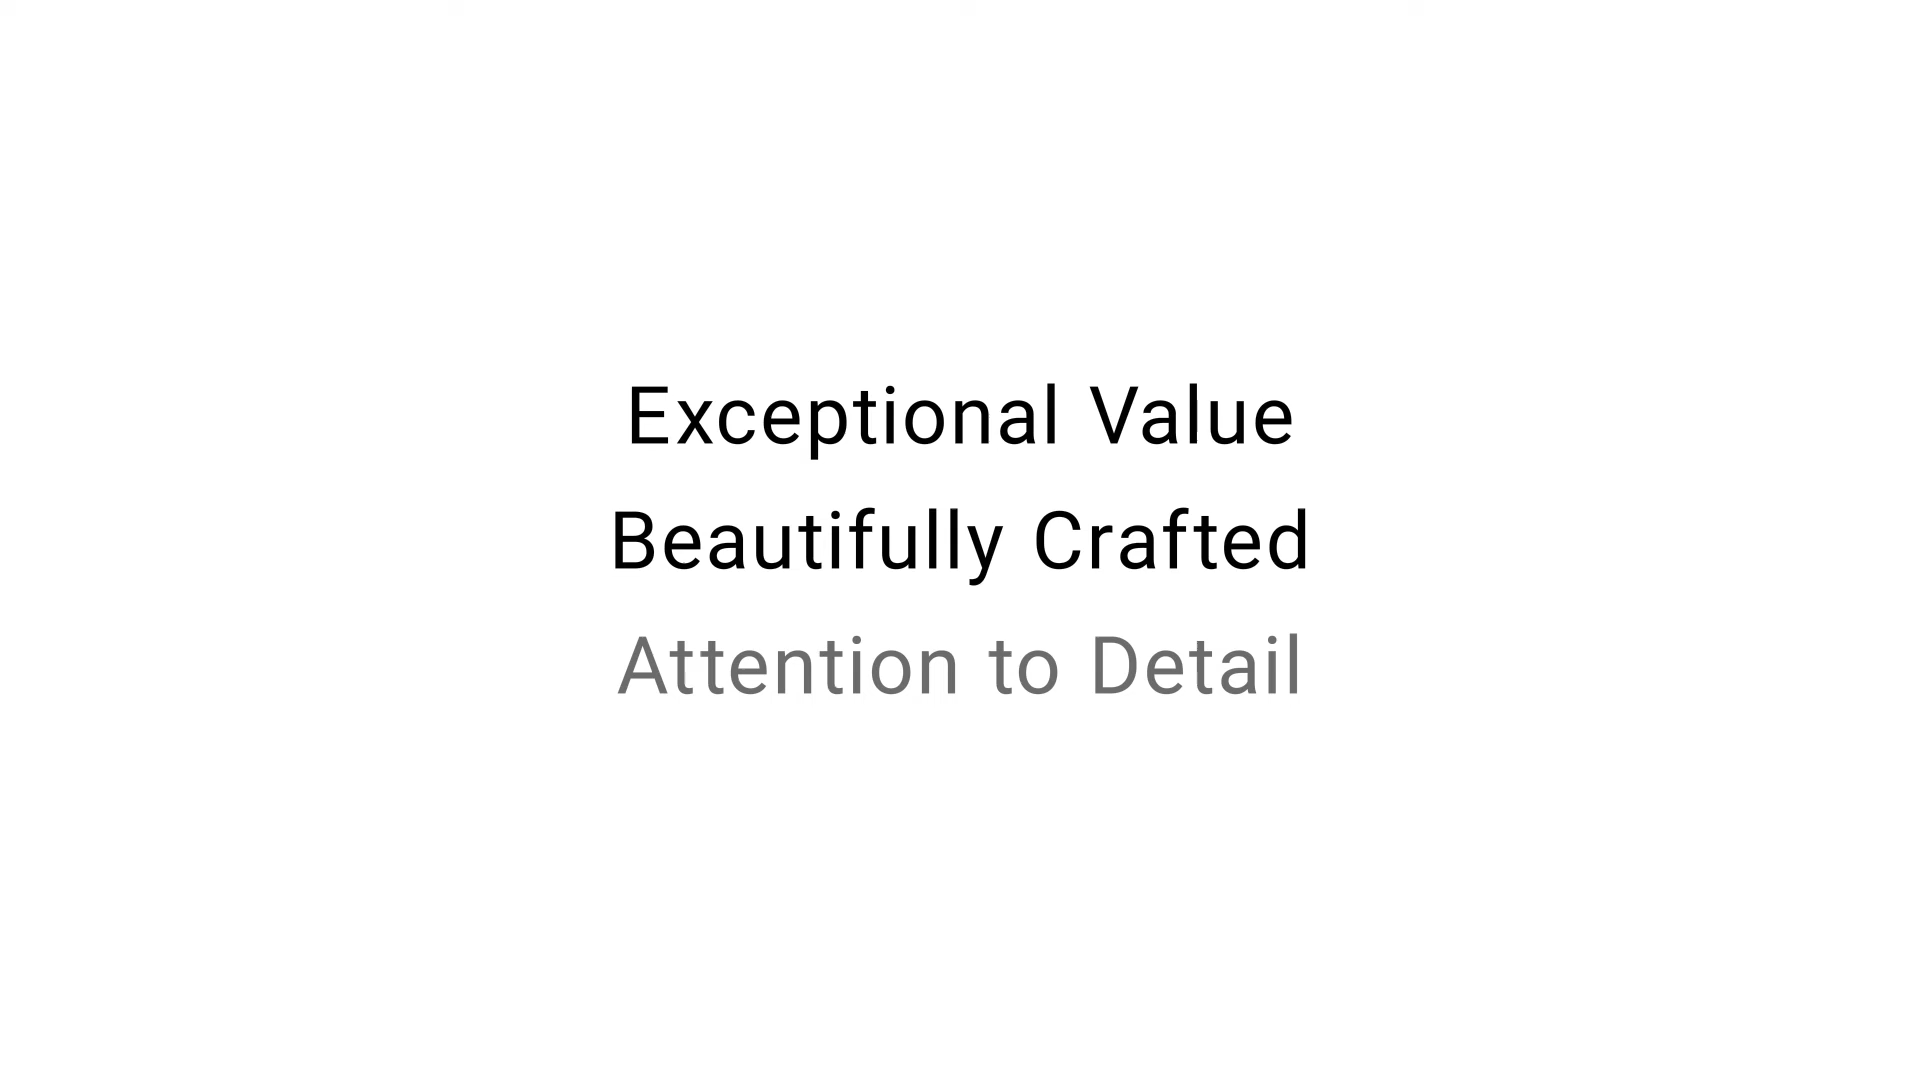 Exceptional Value
Beautifully Crafted
Attention to Detail